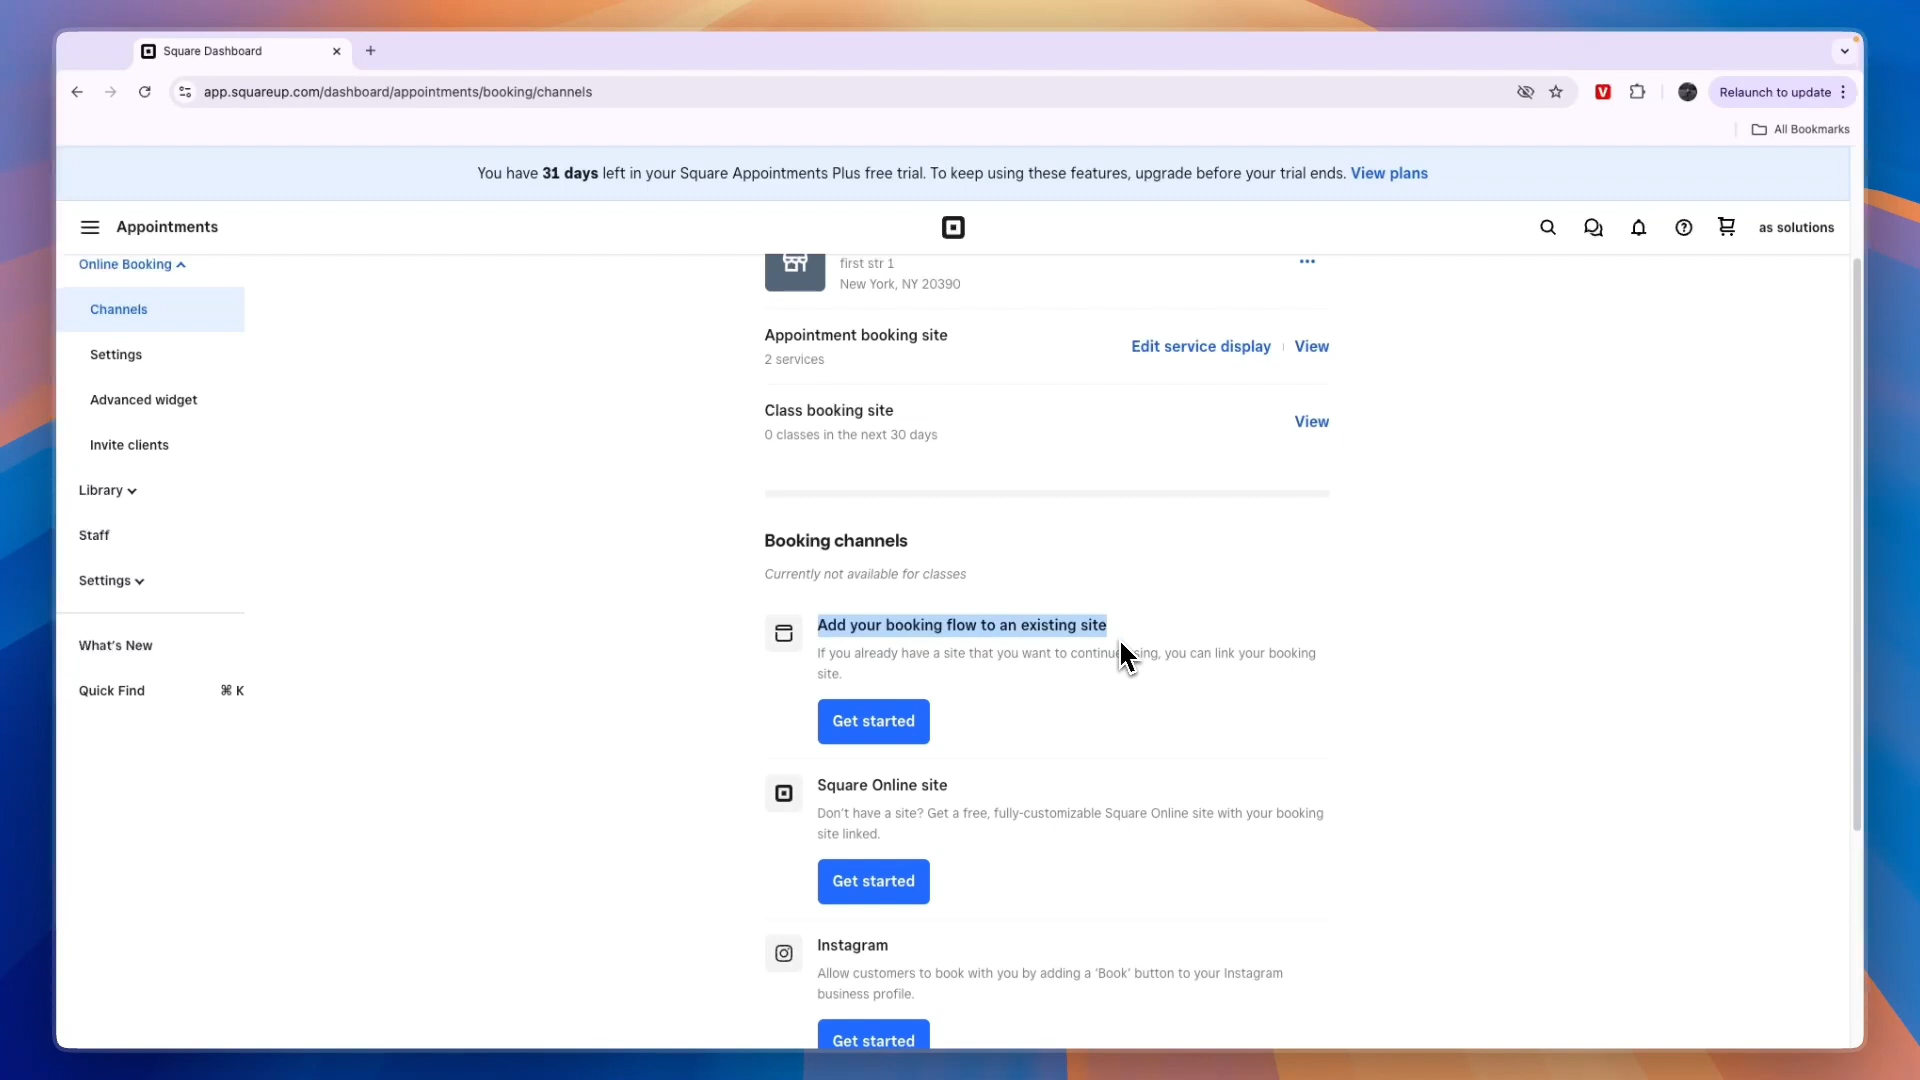 Square Dashboard
app.squareup.com/dashboard/appointments/booking/channels
Relaunch to update
All Bookmarks
You have 31 days left in your Square Appointments Plus free trial. To keep using these features, upgrade before your trial ends. View plans
Appointments
as solutions
Online Booking
Channels
Settings
Advanced widget
Invite clients
Library
Staff
Settings
What's New
Quick Find ⌘ K
first str 1
New York, NY 20390
Appointment booking site
2 services
Edit service display
View
Class booking site
0 classes in the next 30 days
View
Booking channels
Currently not available for classes
Add your booking flow to an existing site
If you already have a site that you want to continue using, you can link your booking
site.
Get started
Square Online site
Don't have a site? Get a free, fully-customizable Square Online site with your booking
site linked.
Get started
Instagram
Allow customers to book with you by adding a 'Book' button to your Instagram
business profile.
Get started